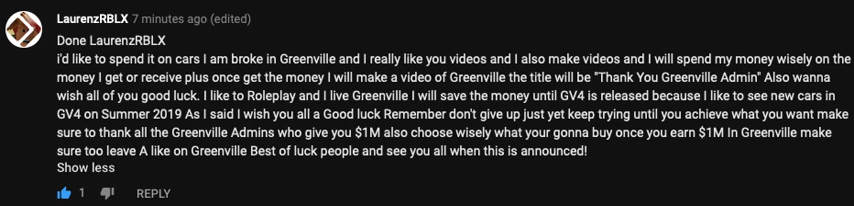 LaurenzRBLX 7 minutes ago (edited)
Done LaurenzRBLX
i'd like to spend it on cars I am broke in Greenville and I really like you videos and I also make videos and I will spend my money wisely on the
money I get or receive plus once get the money I will make a video of Greenville the title will be "Thank You Greenville Admin" Also wanna
wish all of you good luck. I like to Roleplay and I live Greenville I will save the money until GV4 is released because I like to see new cars in
GV4 on Summer 2019 As I said I wish you all a Good luck Remember don't give up just yet keep trying until you achieve what you want make
sure to thank all the Greenville Admins who give you $1M also choose wisely what your gonna buy once you earn $1M In Greenville make
sure too leave A like on Greenville Best of luck people and see you all when this is announced!
Show less
1 REPLY